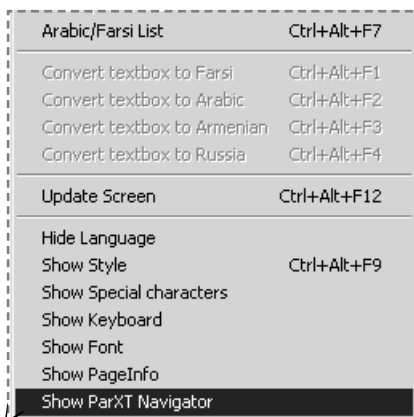 Arabic/Farsi List Ctrl+Alt+F7
Convert textbox to Farsi Ctrl+Alt+F1
Convert textbox to Arabic Ctrl+Alt+F2
Convert textbox to Armenian Ctrl+Alt+F3
Convert textbox to Russia Ctrl+Alt+F4
Update Screen Ctrl+Alt+F12
Hide Language
Show Style Ctrl+Alt+F9
Show Special characters
Show Keyboard
Show Font
Show PageInfo
Show ParXT Navigator